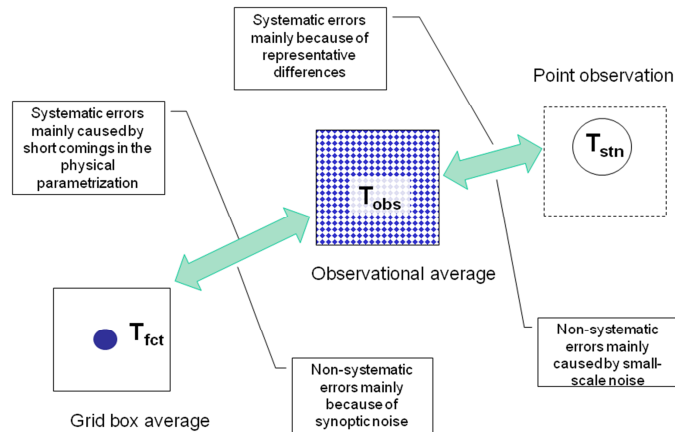 Systematic errors
mainly because of
representative
differences
Point observation
Systematic errors
mainly caused by
short comings in the
physical
parametrization
Tstn
Tobs
Observational average
Tfct
Non-systematic
errors mainly
caused by small-
scale noise
Non-systematic
errors mainly
because of
synoptic noise
Grid box average